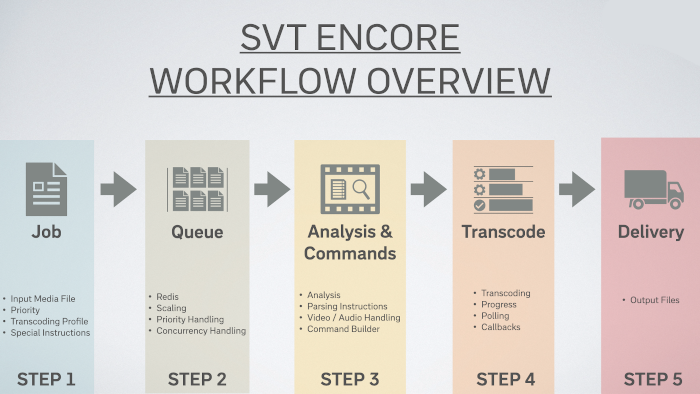 SVT ENCORE
WORKFLOW OVERVIEW
Job
• Input Media File
• Priority
• Transcoding Profile
• Special Instructions
STEP 1
Queue
• Redis
• Scaling
• Priority Handling
• Concurrency Handling
STEP 2
Analysis &
Commands
• Analysis
• Parsing Instructions
• Video / Audio Handling
• Command Builder
STEP 3
Transcode
• Transcoding
• Progress
• Polling
• Callbacks
STEP 4
Delivery
• Output Files
STEP 5